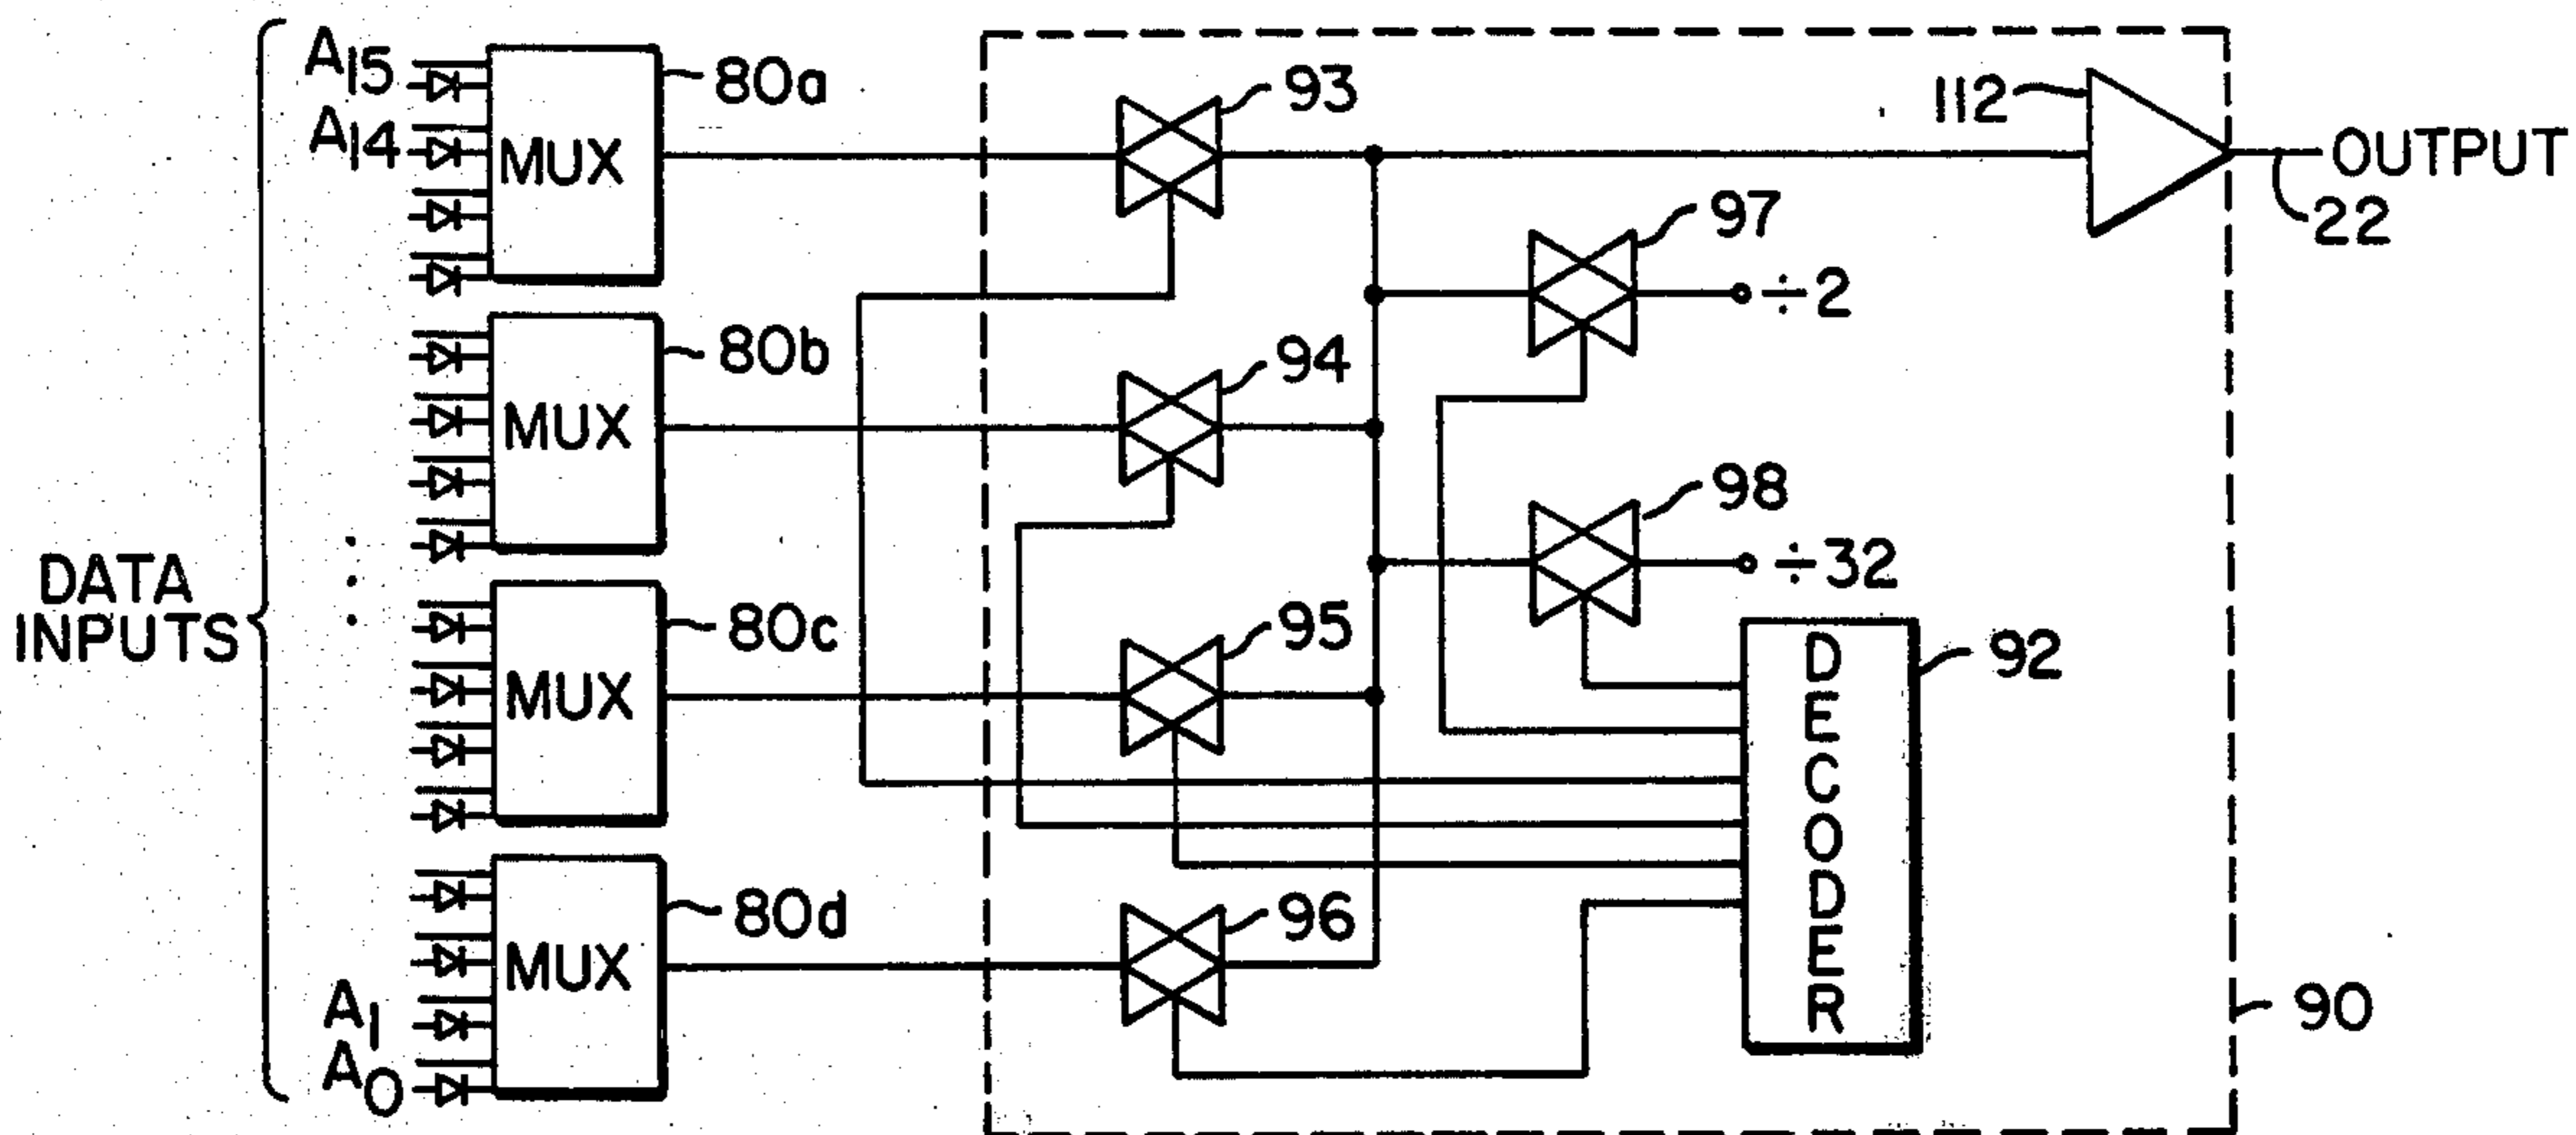 A15
80a
93
112
A14
MUX
OUTPUT
97
22
÷2
80b
94
MUX
98
÷32
DATA
INPUTS
80c
95
DECODER
92
MUX
80d
96
MUX
A1
90
A0